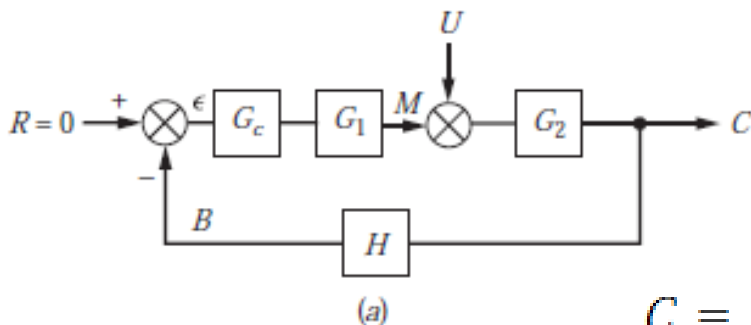 U
R = 0 + ϵ G_c G_1 M G_2 C
−
B H
(a)
C =